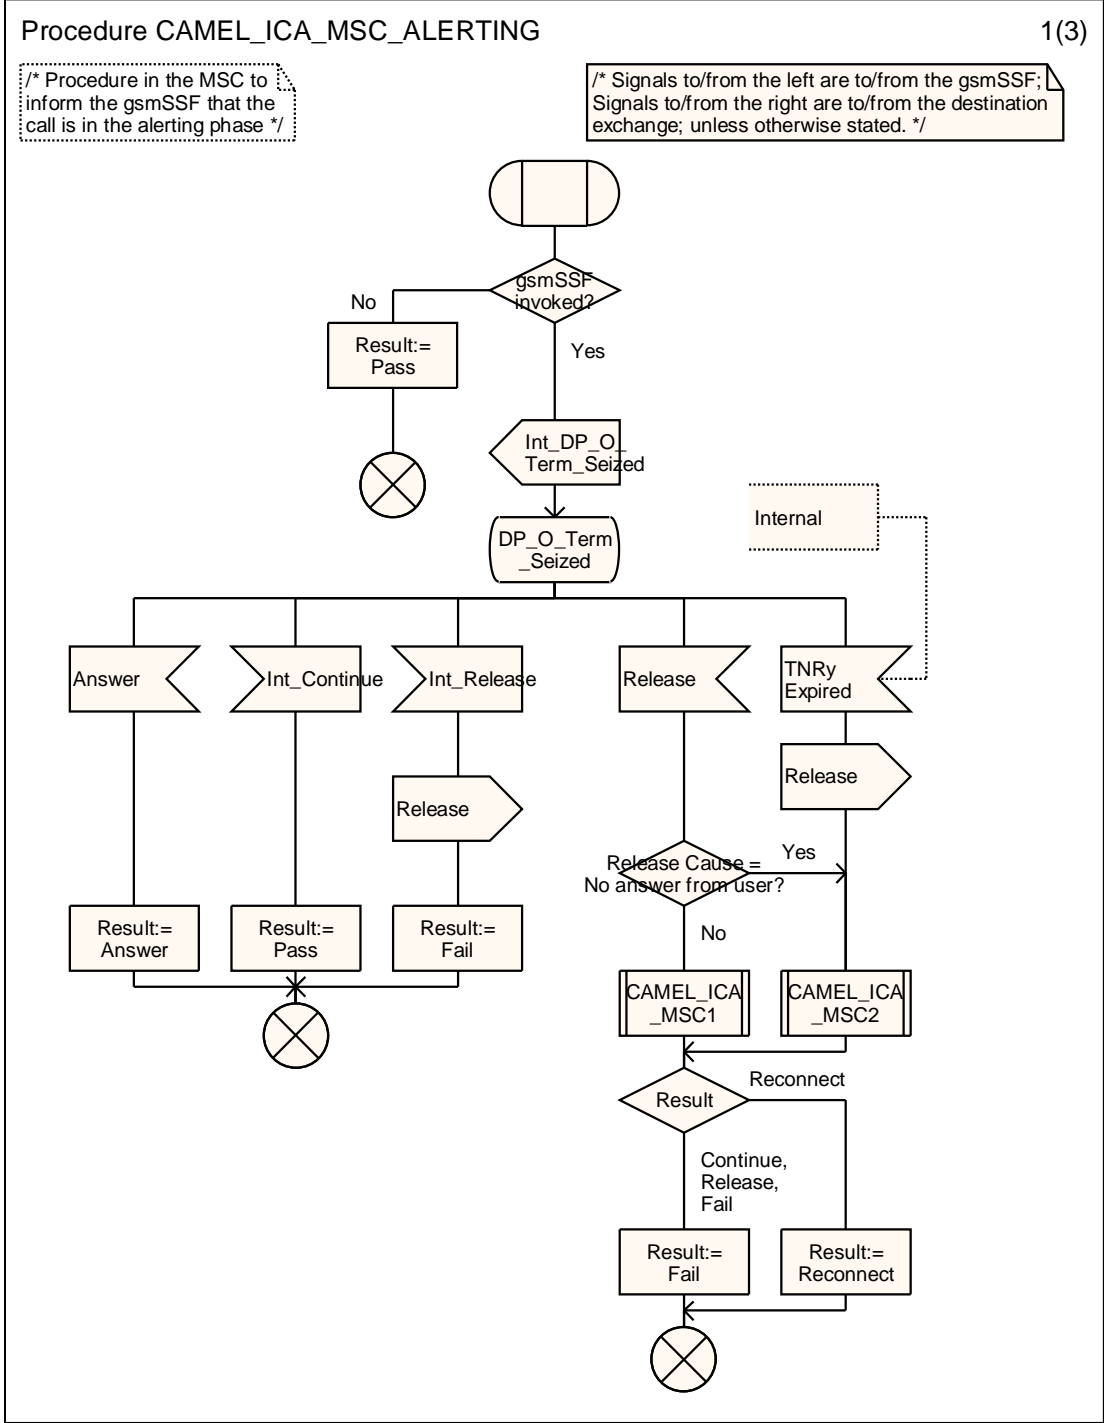 Procedure CAMEL_ICA_MSC_ALERTING
1(3)
/* Procedure in the MSC to
inform the gsmSSF that the
call is in the alerting phase */
/* Signals to/from the left are to/from the gsmSSF;
Signals to/from the right are to/from the destination
exchange; unless otherwise stated. */
gsmSSF
invoked?
No
Yes
Result:=
Pass
Int_DP_O_
Term_Seized
Internal
DP_O_Term
_Seized
Answer
Int_Continue
Int_Release
Release
TNRy
Expired
Release
Release
Release Cause =
No answer from user?
Yes
No
Result:=
Answer
Result:=
Pass
Result:=
Fail
CAMEL_ICA
_MSC1
CAMEL_ICA
_MSC2
Result
Reconnect
Continue,
Release,
Fail
Result:=
Fail
Result:=
Reconnect